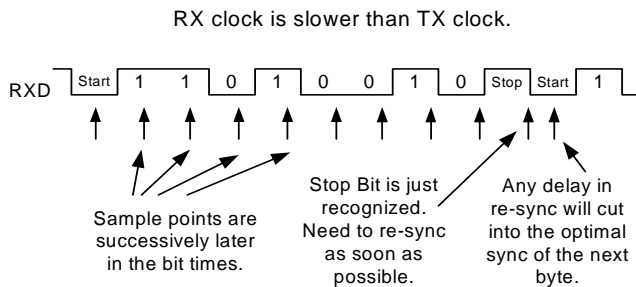 RX clock is slower than TX clock.
RXD Start 1 1 0 1 0 0 1 0 Stop Start 1
Sample points are
successively later
in the bit times.
Stop Bit is just
recognized.
Need to re-sync
as soon as
possible.
Any delay in
re-sync will cut
into the optimal
sync of the next
byte.